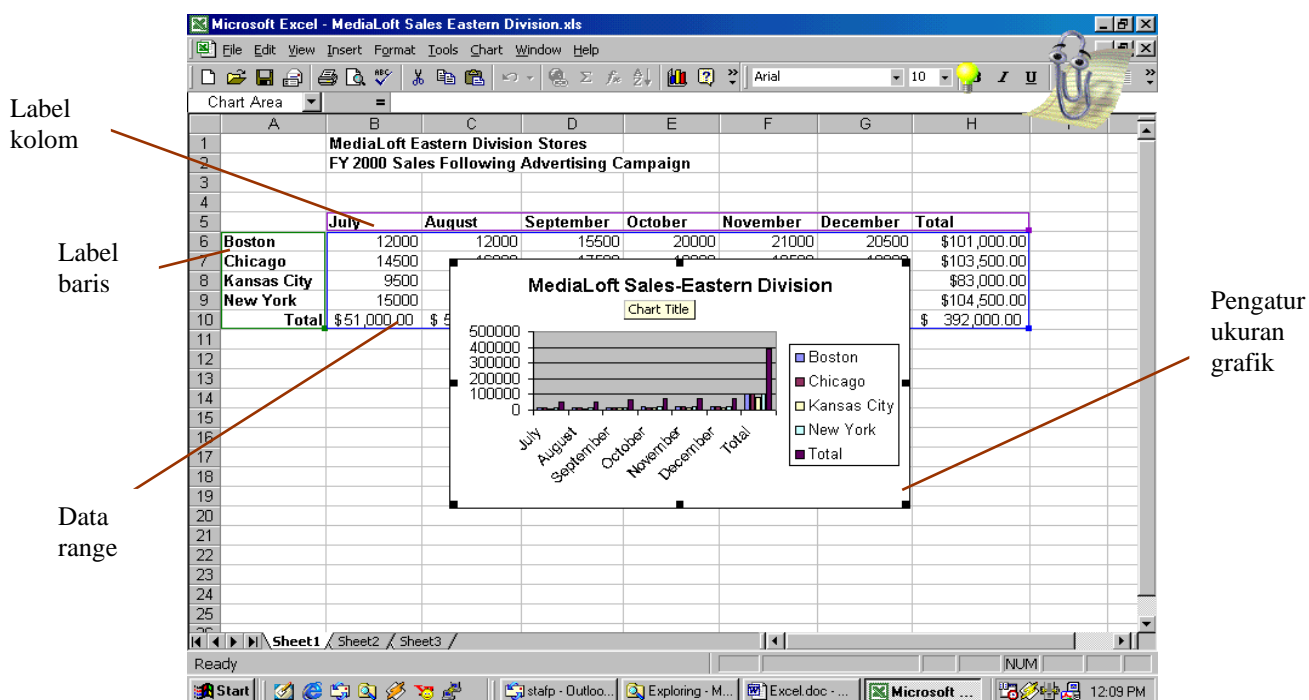 Microsoft Excel - MediaLoft Sales Eastern Division.xls
File Edit View Insert Format Tools Chart Window Help
Arial 10 I U
Chart Area =
A B C D E F G H
Label
kolom
1 MediaLoft Eastern Division Stores
2 FY 2000 Sales Following Advertising Campaign
3
4
5 July August September October November December Total
6 Boston 12000 12000 15500 20000 21000 20500 $101,000.00
7 Chicago 14500 $103,500.00
8 Kansas City 9500 $83,000.00
9 New York 15000 $104,500.00
10 Total $51,000.00 $ 392,000.00
11
12
13
14
15
16
17
18
19
20
21
22
23
24
25
Label
baris
Data
range
MediaLoft Sales-Eastern Division
Chart Title
500000
400000
300000
200000
100000
0
July August September October November December Total
Boston
Chicago
Kansas City
New York
Total
Pengatur
ukuran
grafik
Sheet1 Sheet2 Sheet3
Ready NUM
Start stafp - Outloo... Exploring - M... Excel.doc - ... Microsoft ... 12:09 PM